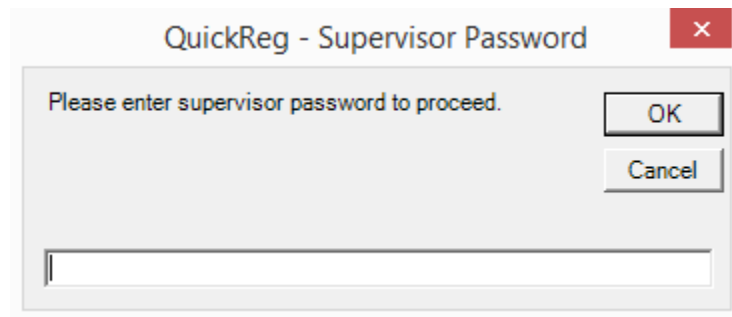 QuickReg - Supervisor Password
Please enter supervisor password to proceed.
OK
Cancel